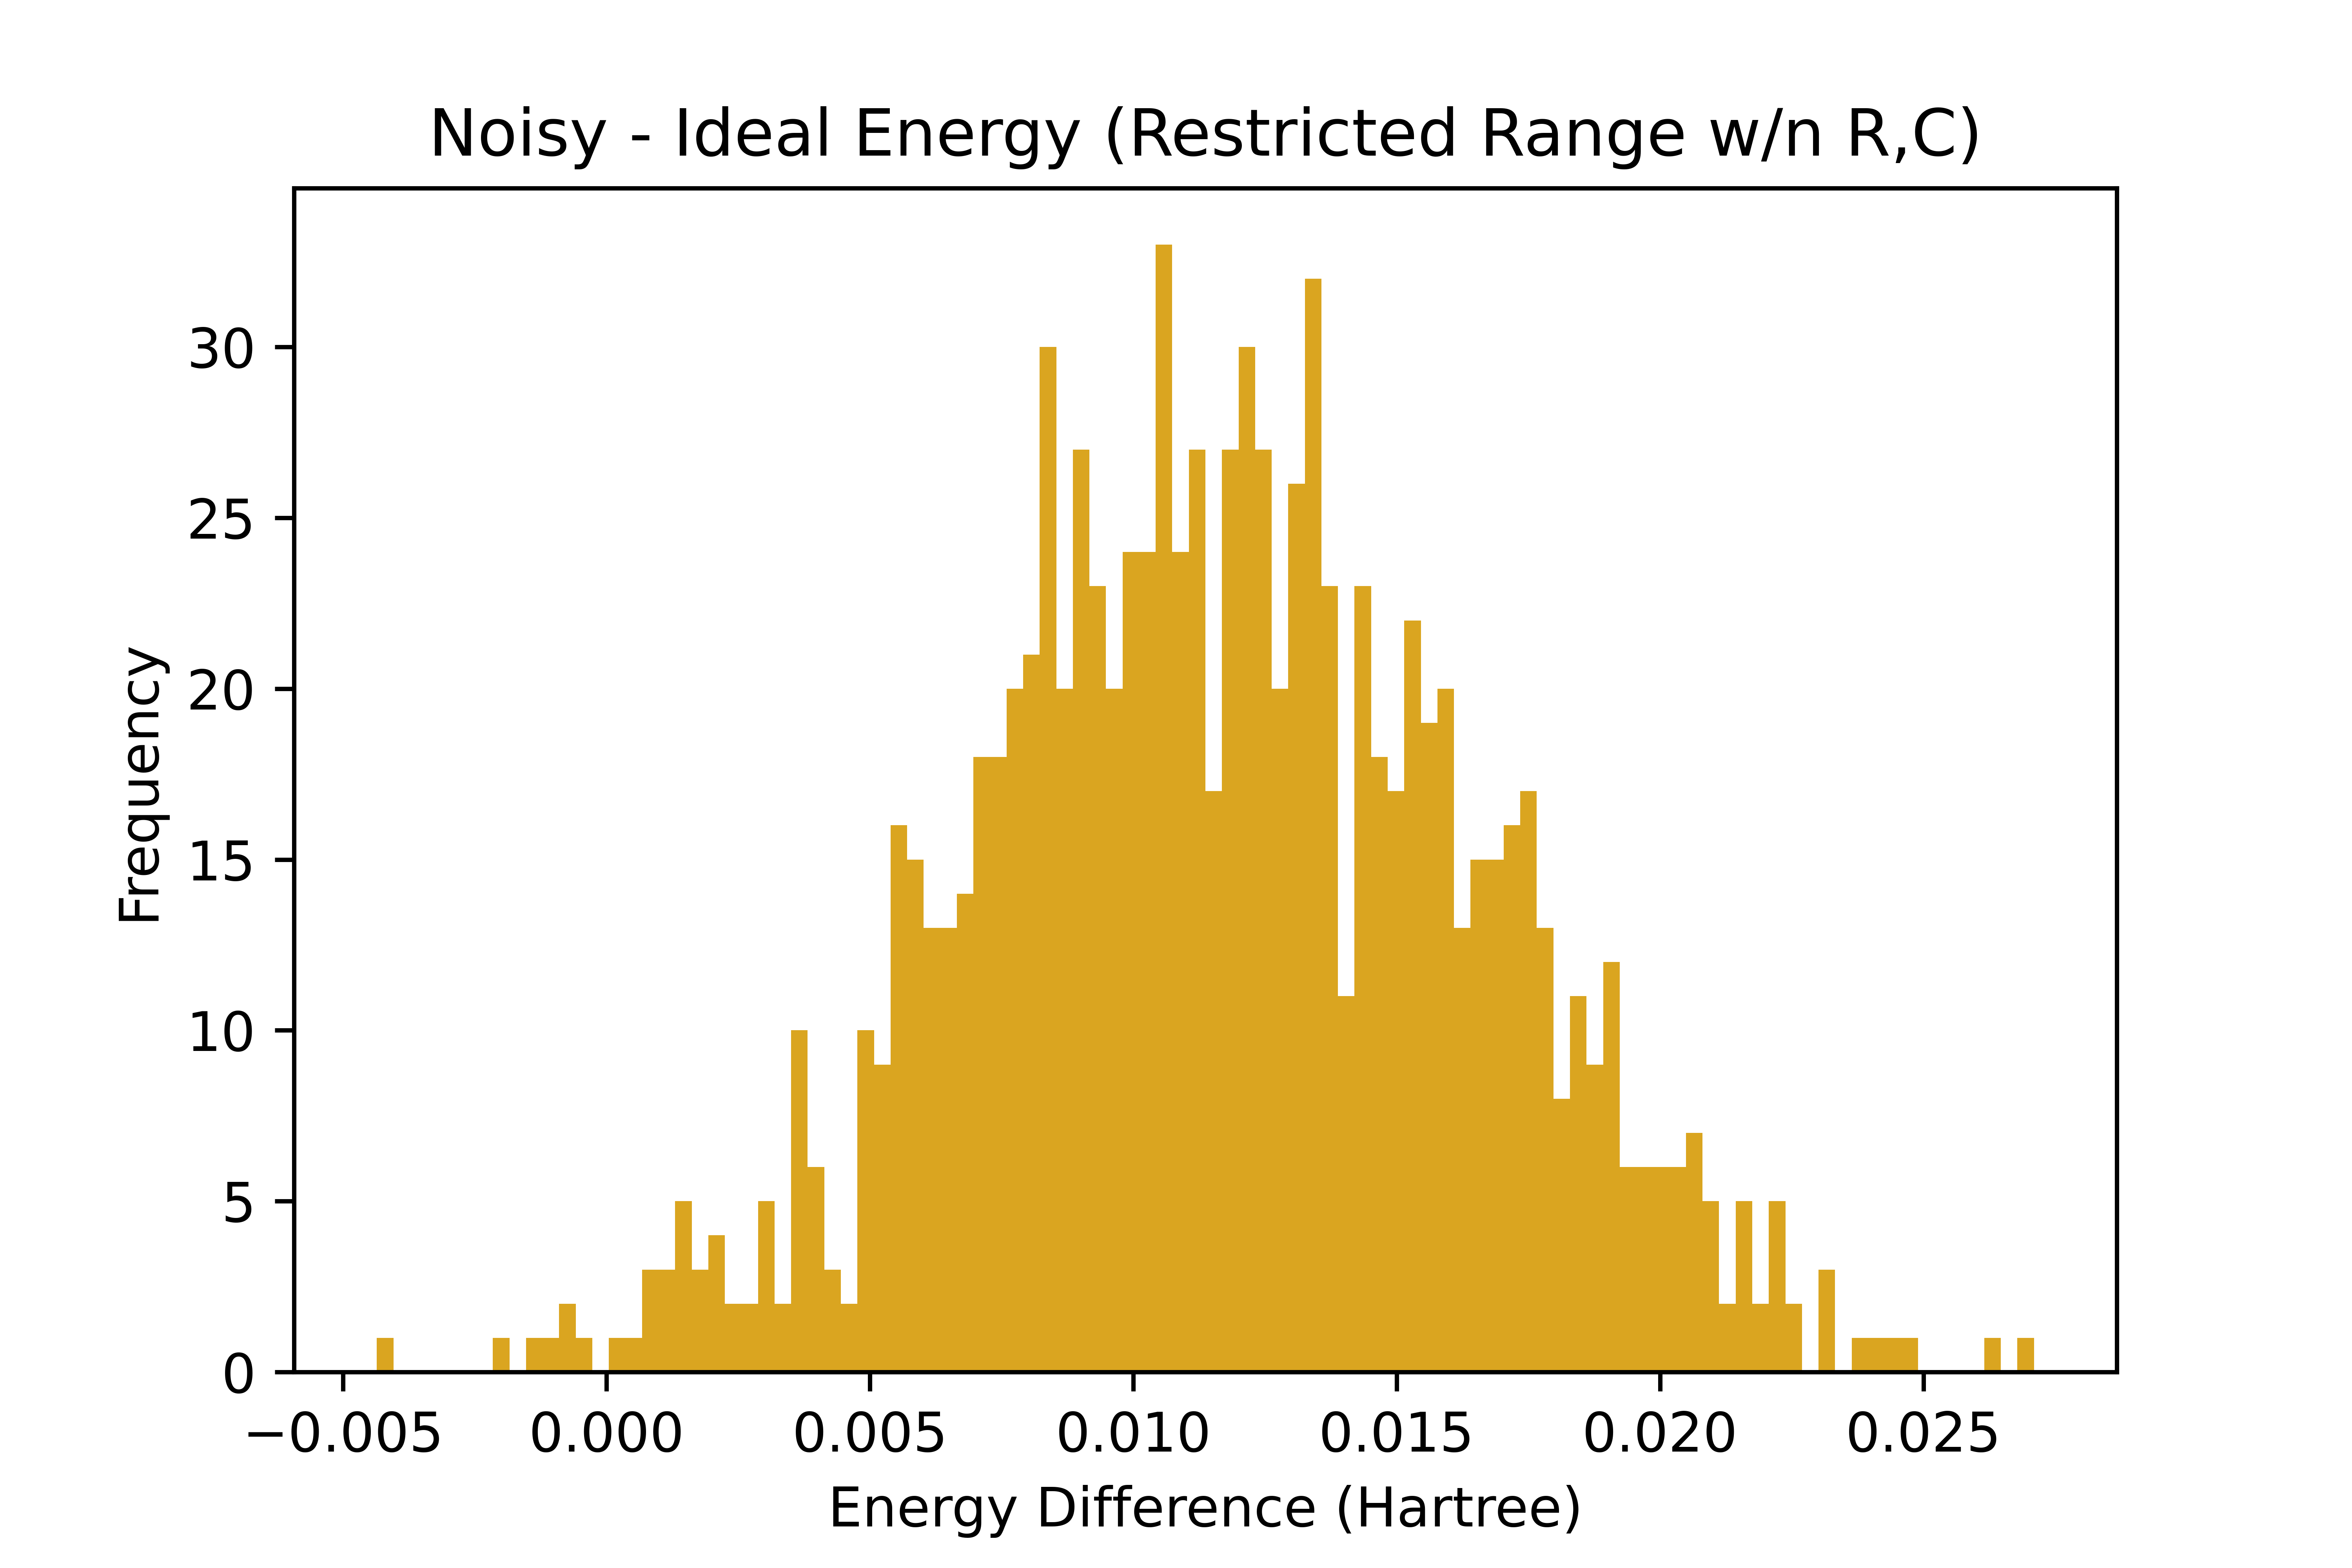 Noisy - Ideal Energy (Restricted Range w/n R,C)
Frequency
30
25
20
15
10
5
0
−0.005 0.000 0.005 0.010 0.015 0.020 0.025
Energy Difference (Hartree)